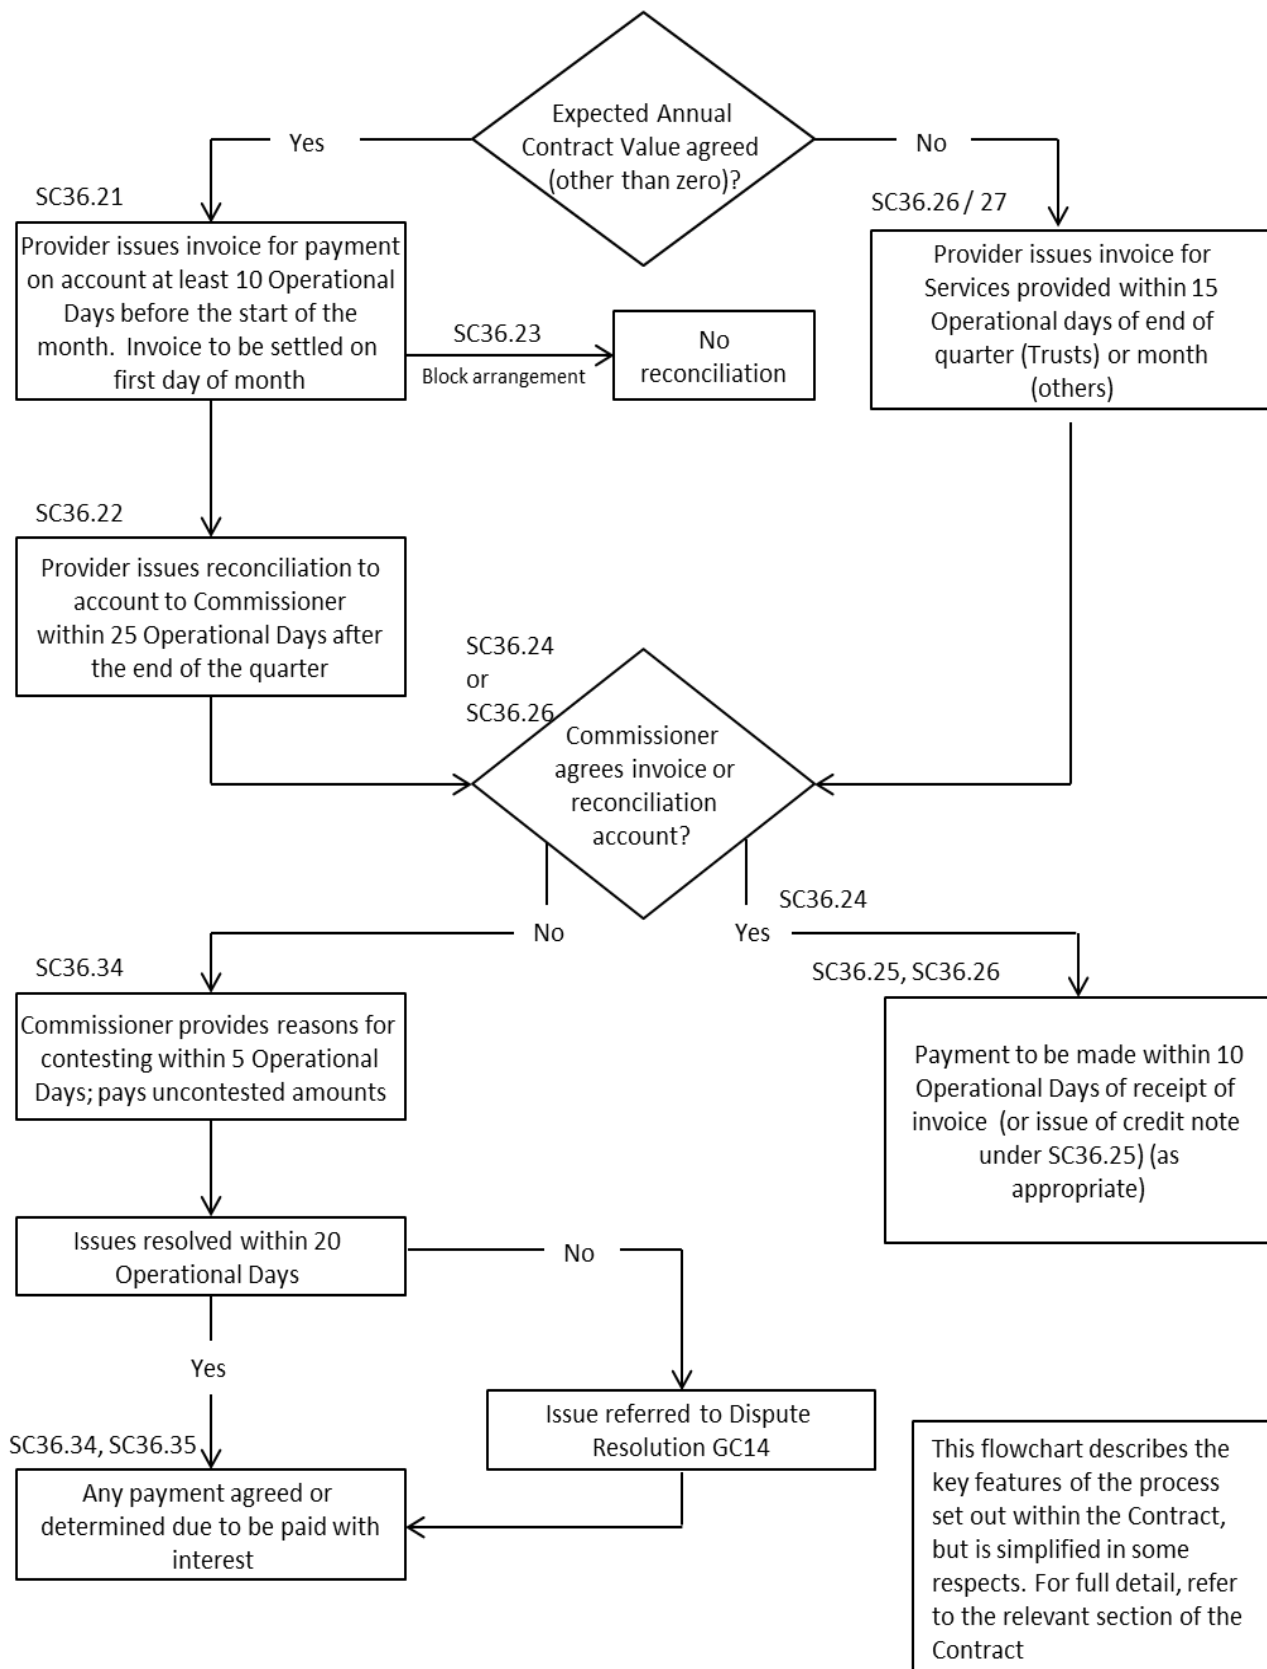 Expected Annual
Contract Value agreed
(other than zero)?
Yes
No
SC36.21
Provider issues invoice for payment
on account at least 10 Operational
Days before the start of the
month. Invoice to be settled on
first day of month
SC36.23
Block arrangement
No
reconciliation
SC36.26 / 27
Provider issues invoice for
Services provided within 15
Operational days of end of
quarter (Trusts) or month
(others)
SC36.22
Provider issues reconciliation to
account to Commissioner
within 25 Operational Days after
the end of the quarter
SC36.24
or
SC36.26
Commissioner
agrees invoice or
reconciliation
account?
No
Yes
SC36.24
SC36.34
Commissioner provides reasons for
contesting within 5 Operational
Days; pays uncontested amounts
SC36.25, SC36.26
Payment to be made within 10
Operational Days of receipt of
invoice (or issue of credit note
under SC36.25) (as
appropriate)
Issues resolved within 20
Operational Days
No
Yes
Issue referred to Dispute
Resolution GC14
SC36.34, SC36.35
Any payment agreed or
determined due to be paid with
interest
This flowchart describes the
key features of the process
set out within the Contract,
but is simplified in some
respects. For full detail, refer
to the relevant section of the
Contract